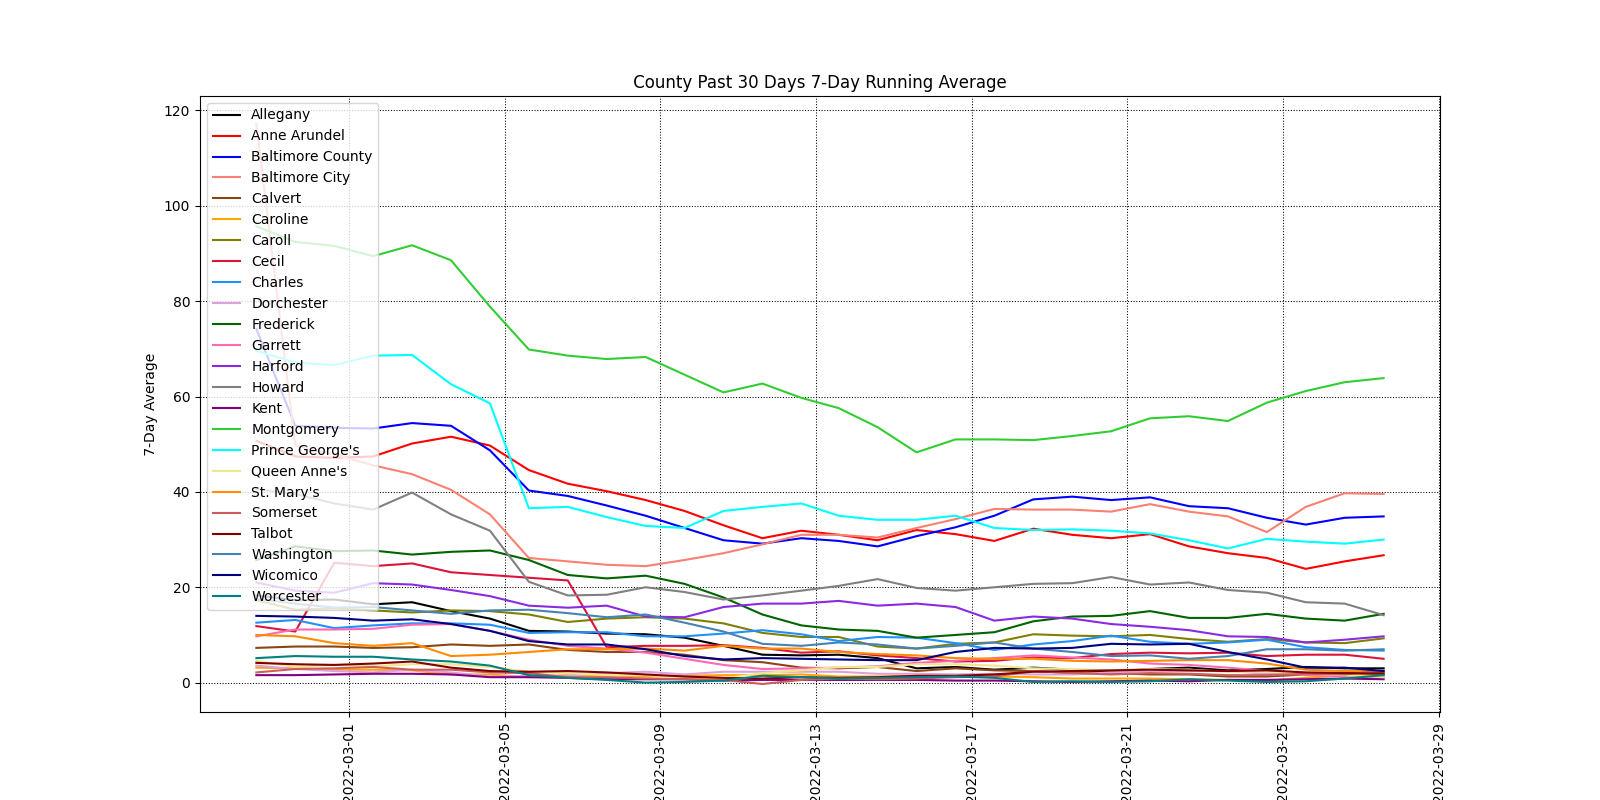 County Past 30 Days 7-Day Running Average
120
100
80
60
40
20
0
7-Day Average
Allegany
Anne Arundel
Baltimore County
Baltimore City
Calvert
Caroline
Caroll
Cecil
Charles
Dorchester
Frederick
Garrett
Harford
Howard
Kent
Montgomery
Prince George's
Queen Anne's
St. Mary's
Somerset
Talbot
Washington
Wicomico
Worcester
2022-03-01
2022-03-05
2022-03-09
2022-03-13
2022-03-17
2022-03-21
2022-03-25
2022-03-29